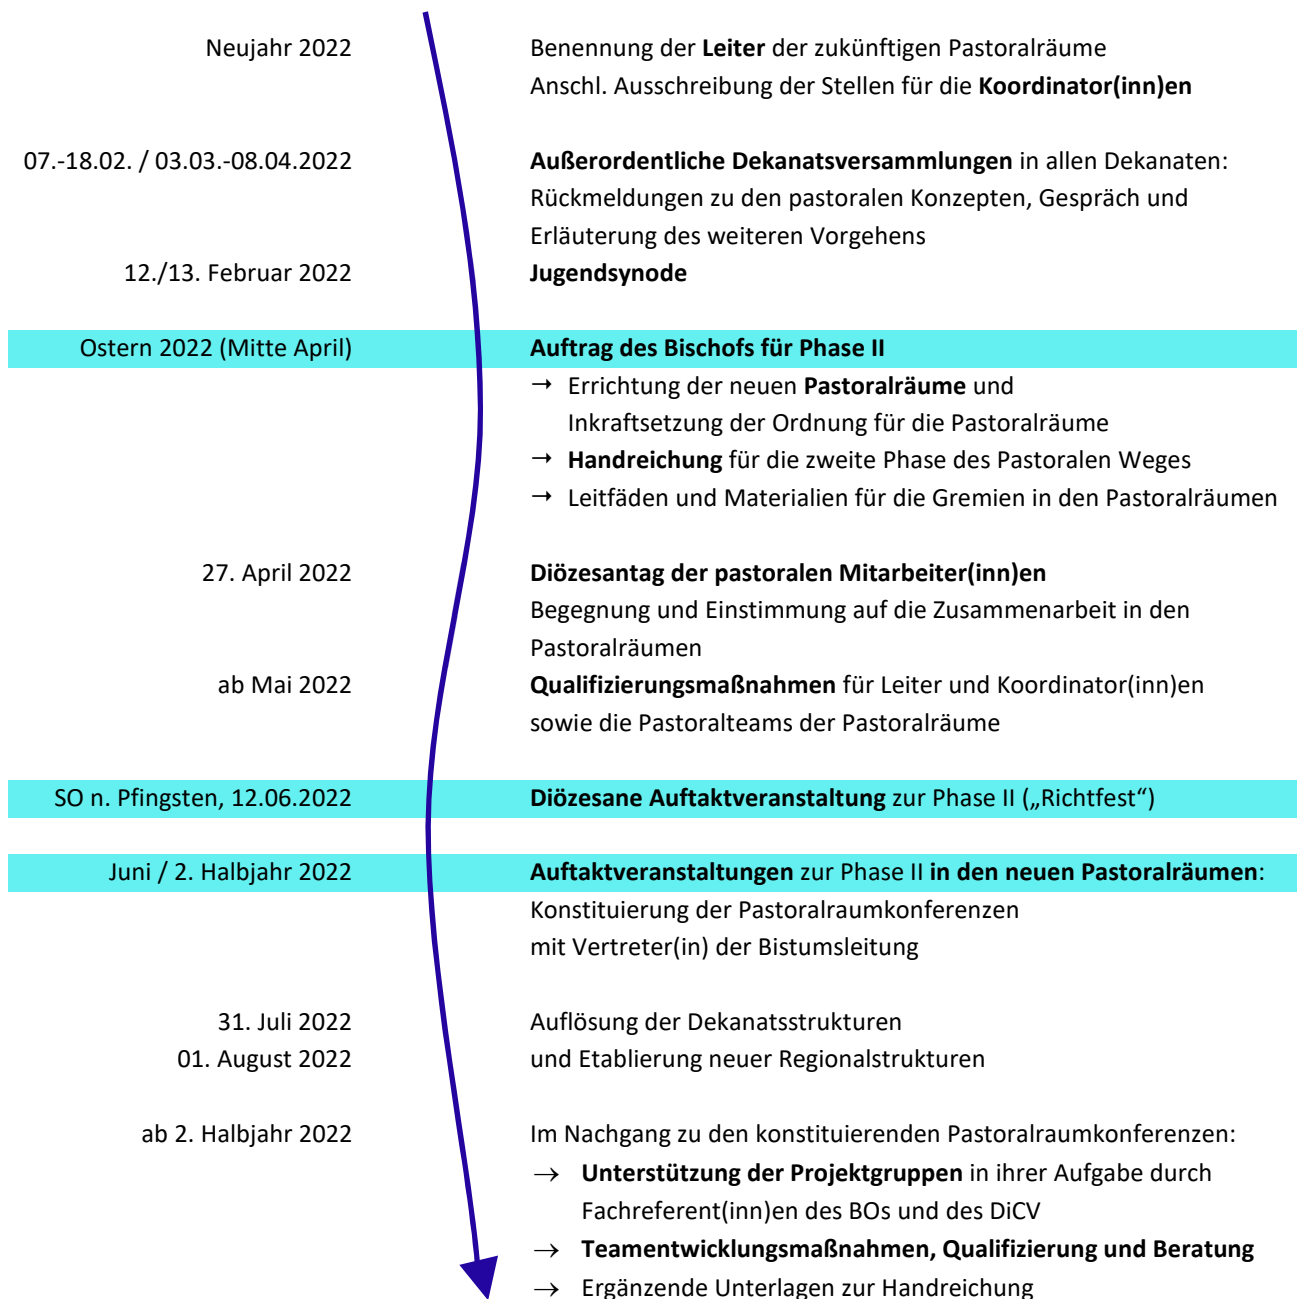 Neujahr 2022 Benennung der Leiter der zukünftigen Pastoralräume
Anschl. Ausschreibung der Stellen für die Koordinator(inn)en
07.-18.02. / 03.03.-08.04.2022 Außerordentliche Dekanatsversammlungen in allen Dekanaten:
Rückmeldungen zu den pastoralen Konzepten, Gespräch und
Erläuterung des weiteren Vorgehens
12./13. Februar 2022 Jugendsynode
Ostern 2022 (Mitte April) Auftrag des Bischofs für Phase II
→ Errichtung der neuen Pastoralräume und
Inkraftsetzung der Ordnung für die Pastoralräume
→ Handreichung für die zweite Phase des Pastoralen Weges
→ Leitfäden und Materialien für die Gremien in den Pastoralräumen
27. April 2022 Diözesantag der pastoralen Mitarbeiter(inn)en
Begegnung und Einstimmung auf die Zusammenarbeit in den
Pastoralräumen
ab Mai 2022 Qualifizierungsmaßnahmen für Leiter und Koordinator(inn)en
sowie die Pastoralteams der Pastoralräume
SO n. Pfingsten, 12.06.2022 Diözesane Auftaktveranstaltung zur Phase II („Richtfest“)
Juni / 2. Halbjahr 2022 Auftaktveranstaltungen zur Phase II in den neuen Pastoralräumen:
Konstituierung der Pastoralraumkonferenzen
mit Vertreter(in) der Bistumsleitung
31. Juli 2022 Auflösung der Dekanatsstrukturen
01. August 2022 und Etablierung neuer Regionalstrukturen
ab 2. Halbjahr 2022 Im Nachgang zu den konstituierenden Pastoralraumkonferenzen:
→ Unterstützung der Projektgruppen in ihrer Aufgabe durch
Fachreferent(inn)en des BOs und des DiCV
→ Teamentwicklungsmaßnahmen, Qualifizierung und Beratung
→ Ergänzende Unterlagen zur Handreichung